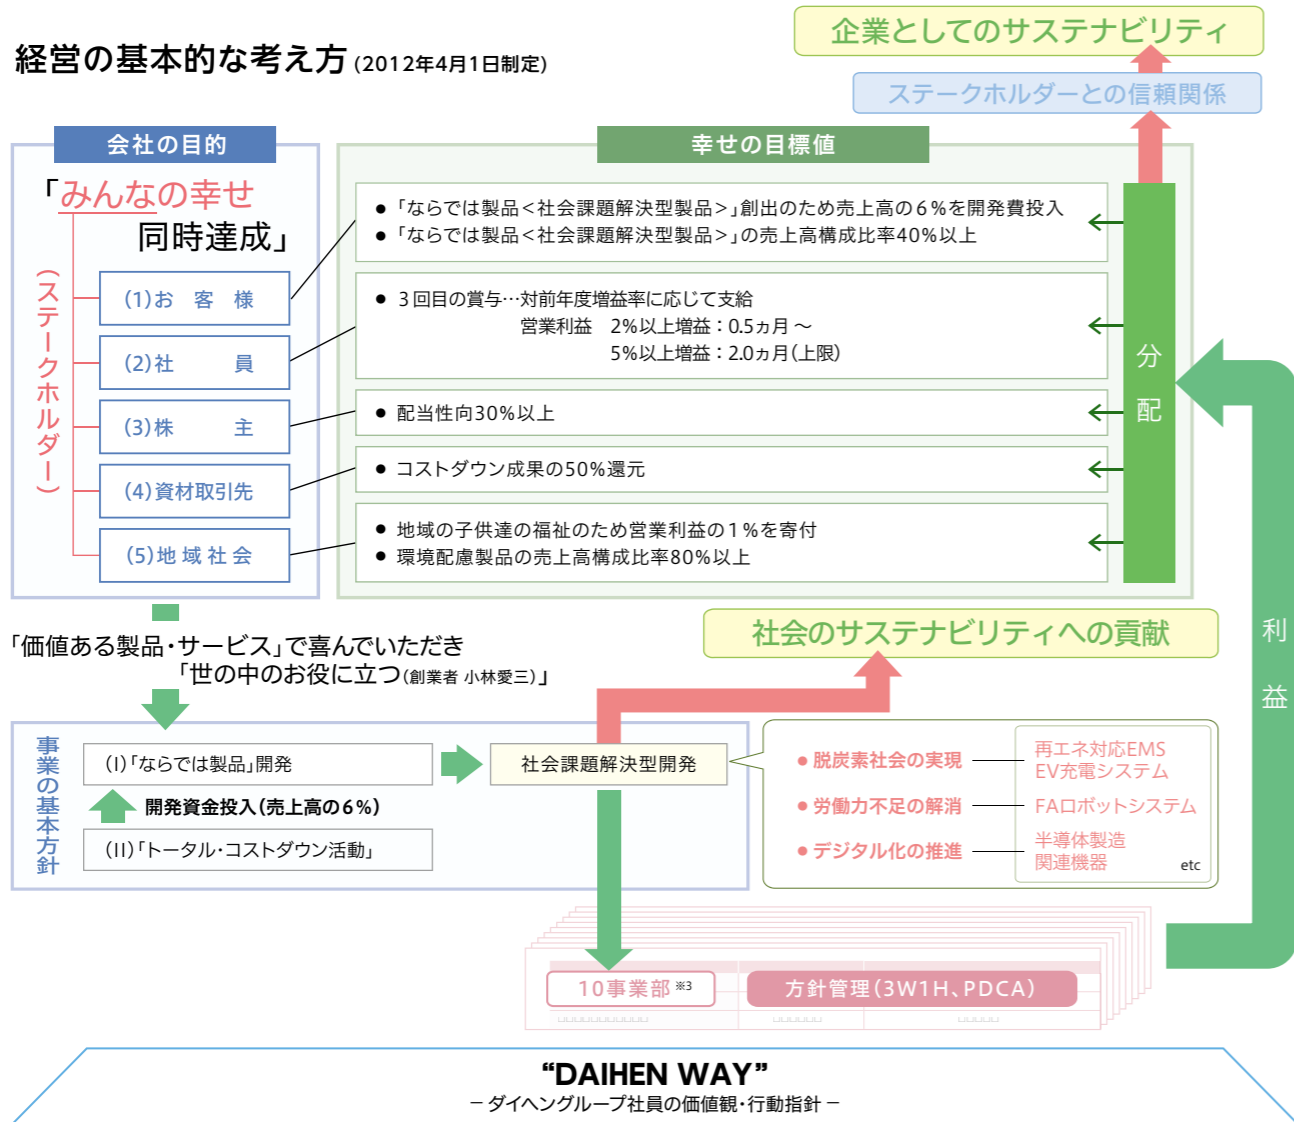 経営の基本的な考え方 (2012年4月1日制定)
企業としてのサステナビリティ
ステークホルダーとの信頼関係
会社の目的
「みんなの幸せ
同時達成」
(ステークホルダー)
(1)お 客 様
(2)社 員
(3)株 主
(4)資材取引先
(5)地域社会
幸せの目標値
● 「ならでは製品<社会課題解決型製品>」創出のため売上高の6%を開発費投入
● 「ならでは製品<社会課題解決型製品>」の売上高構成比率40%以上
● 3回目の賞与…対前年度増益率に応じて支給
営業利益 2%以上増益:0.5ヵ月~
5%以上増益:2.0ヵ月(上限)
● 配当性向30%以上
● コストダウン成果の50%還元
● 地域の子供達の福祉のため営業利益の1%を寄付
● 環境配慮製品の売上高構成比率80%以上
分配
利益
「価値ある製品・サービス」で喜んでいただき
「世の中のお役に立つ(創業者 小林愛三)」
社会のサステナビリティへの貢献
事業の基本方針
(I)「ならでは製品」開発
開発資金投入(売上高の6%)
(II)「トータル・コストダウン活動」
社会課題解決型開発
● 脱炭素社会の実現
再エネ対応EMS
EV充電システム
● 労働力不足の解消
FAロボットシステム
● デジタル化の推進
半導体製造
関連機器
etc
10事業部 ※3
方針管理(3W1H、PDCA)
“DAIHEN WAY”
− ダイヘングループ社員の価値観・行動指針 −